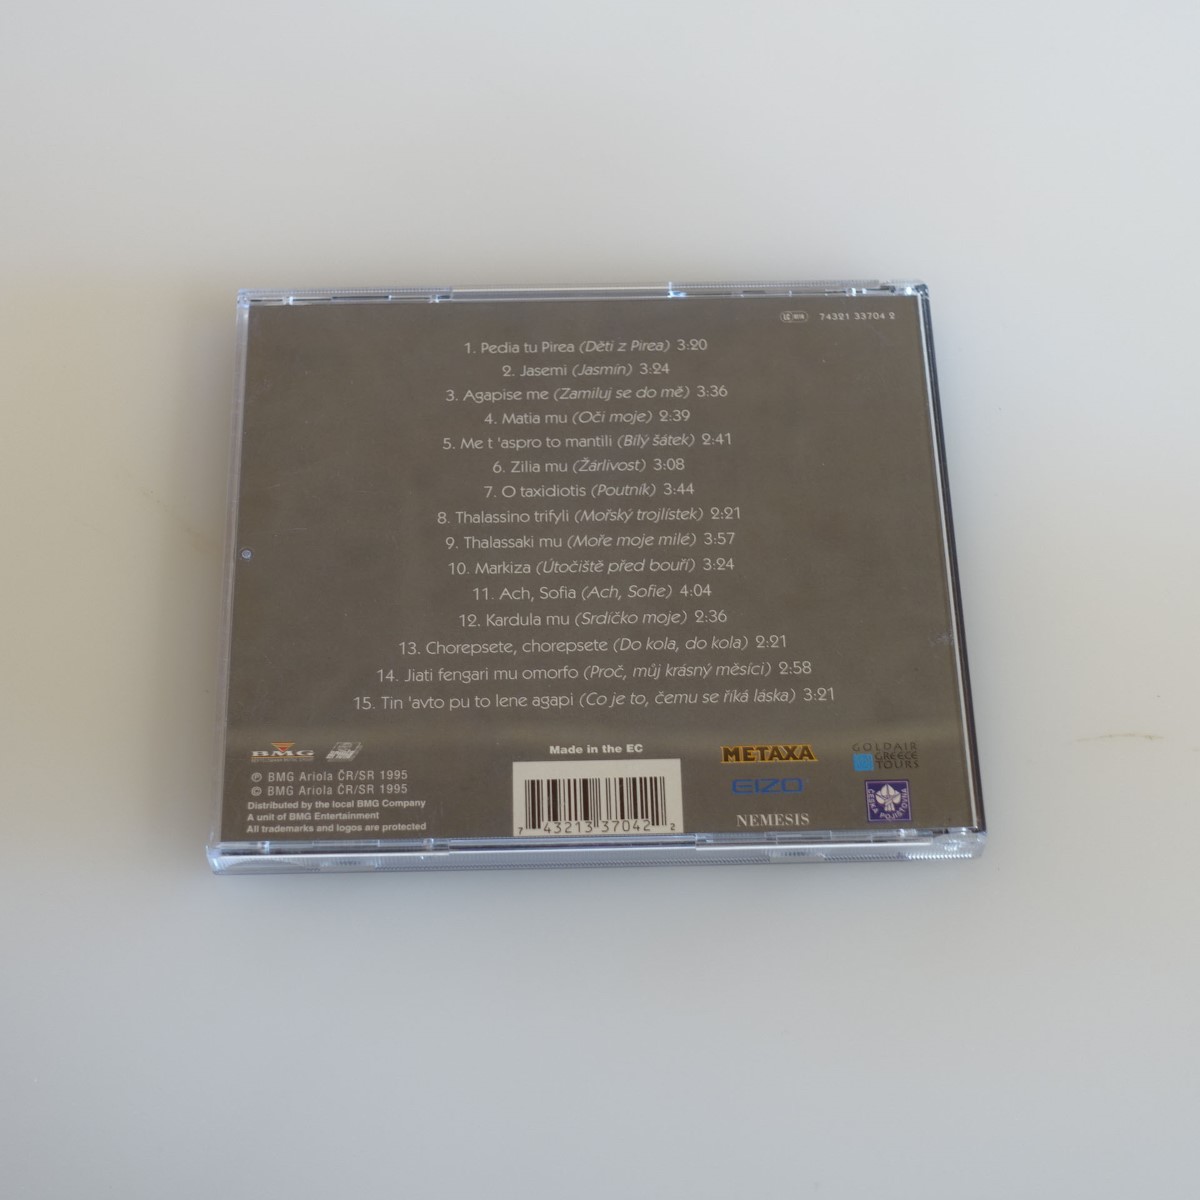 74321 33704 2
1. Pedia tu Pirea (Děti z Pirea) 3:20
2. Jasemi (Jasmín) 3:24
3. Agapise me (Zamiluj se do mě) 3:36
4. Matia mu (Oči moje) 2:39
5. Me t 'aspro to mantili (Bílý šátek) 2:41
6. Zilia mu (Žárlivost) 3:08
7. O taxidiotis (Poutník) 3:44
8. Thalassino trifyli (Mořský trojlístek) 2:21
9. Thalassaki mu (Moře moje milé) 3:57
10. Markiza (Útočiště před bouří) 3:24
11. Ach, Sofia (Ach, Sofie) 4:04
12. Kardula mu (Srdíčko moje) 2:36
13. Chorepsete, chorepsete (Do kola, do kola) 2:21
14. Jiati fengari mu omorfo (Proč, můj krásný měsíci) 2:58
15. Tin 'avto pu to lene agapi (Co je to, čemu se říká láska) 3:21
BMG
℗ BMG Ariola ČR/SR 1995
© BMG Ariola ČR/SR 1995
Distributed by the local BMG Company
A unit of BMG Entertainment
All trademarks and logos are protected
Made in the EC
7 43213 37042 2
METAXA
EIZO
NEMESIS
GOLDAIR
GREECE
TOURS
ČESKÁ POJIŠŤOVNA